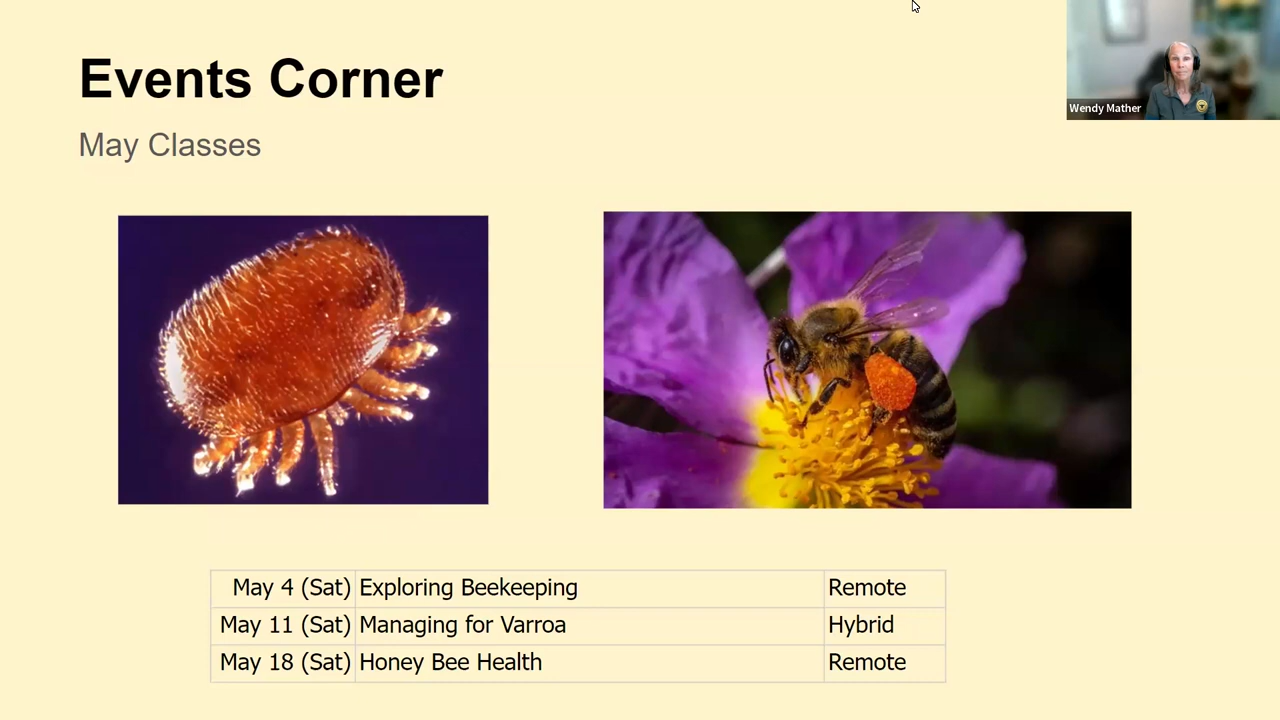 Events Corner
Wendy Mather
May Classes
May 4 (Sat) Exploring Beekeeping Remote
May 11 (Sat) Managing for Varroa Hybrid
May 18 (Sat) Honey Bee Health Remote